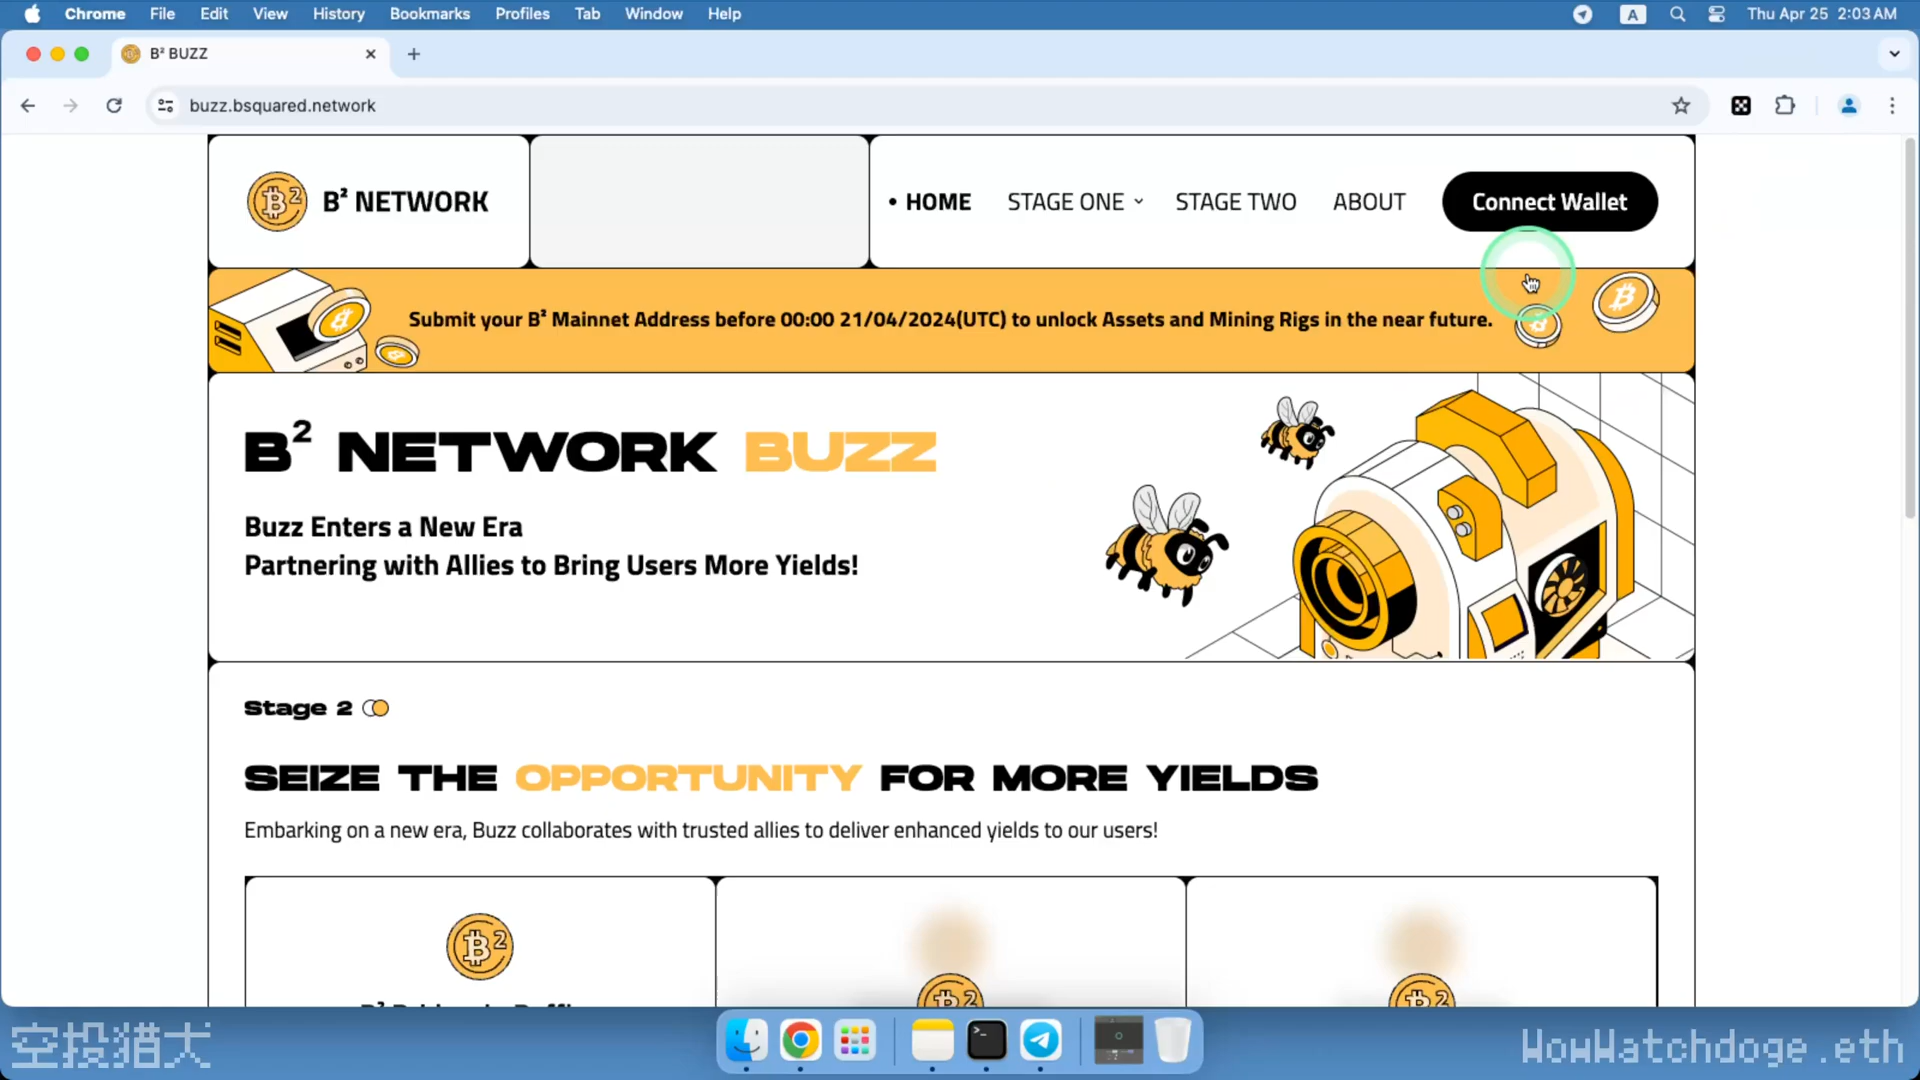 Chrome File Edit View History Bookmarks Profiles Tab Window Help A Thu Apr 25 2:03 AM
B² BUZZ
buzz.bsquared.network
B² NETWORK
• HOME STAGE ONE STAGE TWO ABOUT Connect Wallet
Submit your B² Mainnet Address before 00:00 21/04/2024(UTC) to unlock Assets and Mining Rigs in the near future.
B² NETWORK BUZZ
Buzz Enters a New Era
Partnering with Allies to Bring Users More Yields!
Stage 2
SEIZE THE OPPORTUNITY FOR MORE YIELDS
Embarking on a new era, Buzz collaborates with trusted allies to deliver enhanced yields to our users!
空投猫犬
WowWatchdoge.eth